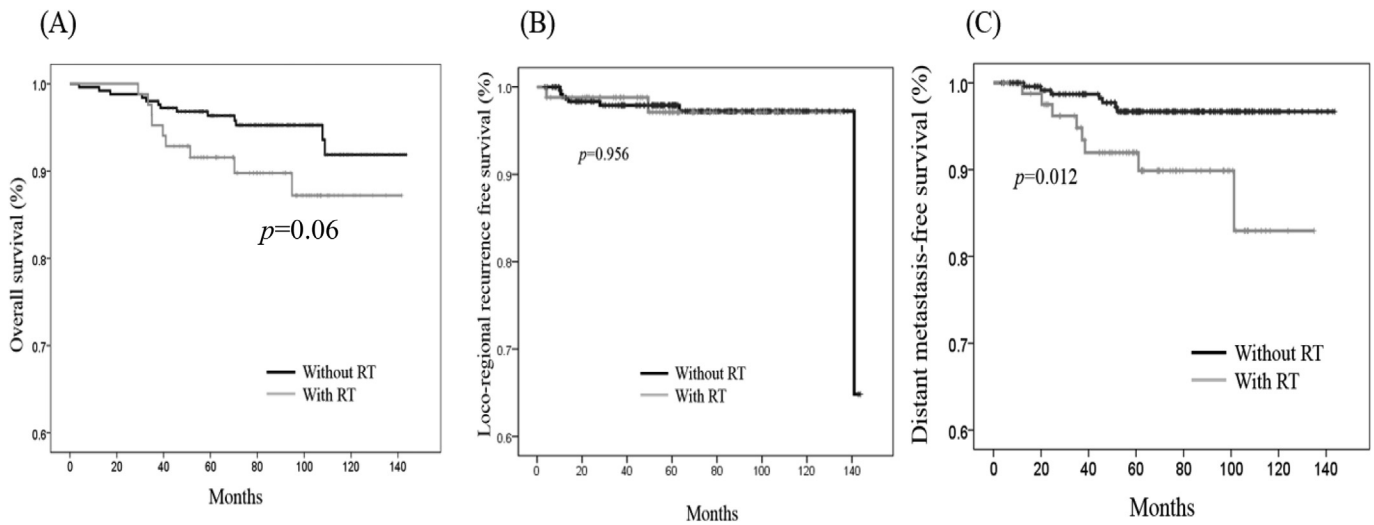 (A)
Overall survival (%)
1.0
0.9
0.8
0.7
0.6
p=0.06
Without RT
With RT
0 20 40 60 80 100 120 140
Months
(B)
Loco-regional recurrence free survival (%)
1.0
0.9
0.8
0.7
0.6
p=0.956
Without RT
With RT
0 20 40 60 80 100 120 140
Months
(C)
Distant metastasis-free survival (%)
1.0
0.9
0.8
0.7
0.6
p=0.012
Without RT
With RT
0 20 40 60 80 100 120 140
Months